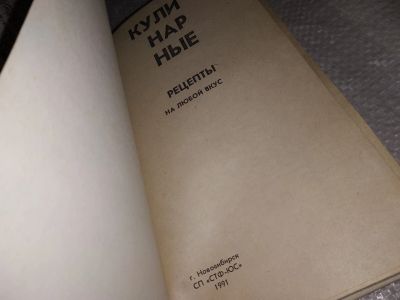 КУЛИ
НАР
НЫЕ
РЕЦЕПТЫ
НА ЛЮБОЙ ВКУС
г. Новосибирск
СП «СТФ-ЮС»
1991